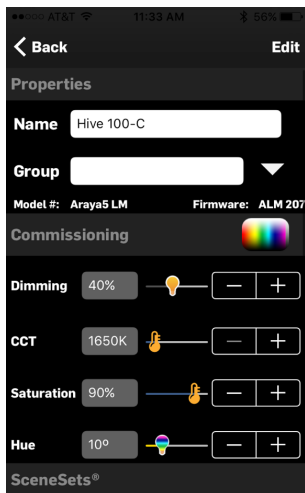 AT&T 11:33 AM 56%
Back Edit
Properties
Name Hive 100-C
Group
Model #: Araya5 LM Firmware: ALM 207
Commissioning
Dimming 40% − +
CCT 1650K − +
Saturation 90% − +
Hue 10º − +
SceneSets®